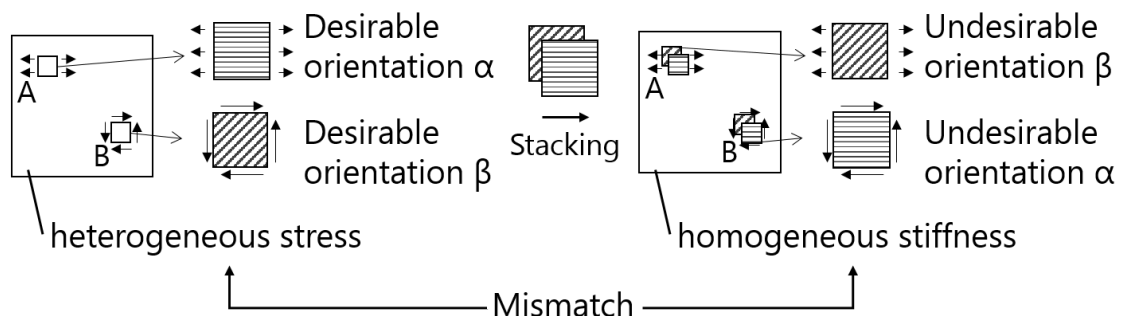 Desirable
orientation α
A
Desirable
orientation β
B
heterogeneous stress
Stacking
Undesirable
orientation β
A
Undesirable
orientation α
B
homogeneous stiffness
Mismatch